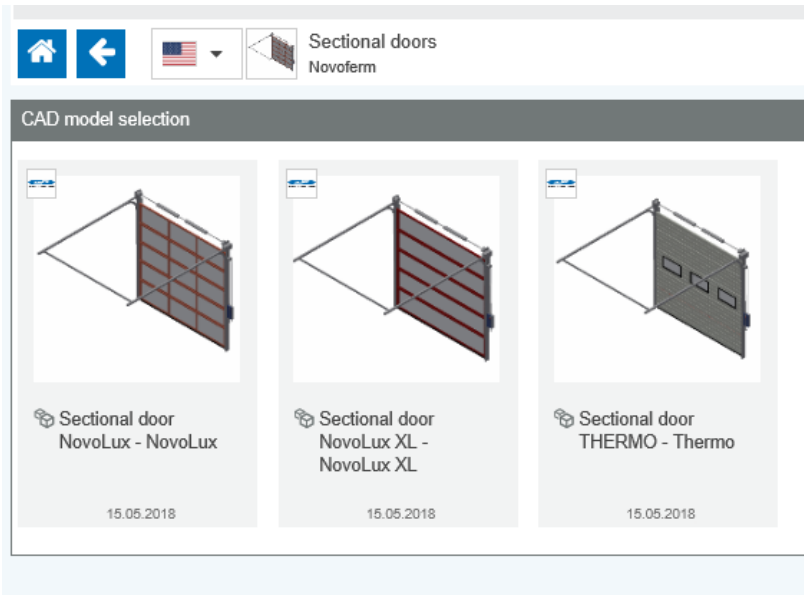 Sectional doors
Novoferm
CAD model selection
Sectional door
NovoLux - NovoLux
15.05.2018
Sectional door
NovoLux XL -
NovoLux XL
15.05.2018
Sectional door
THERMO - Thermo
15.05.2018